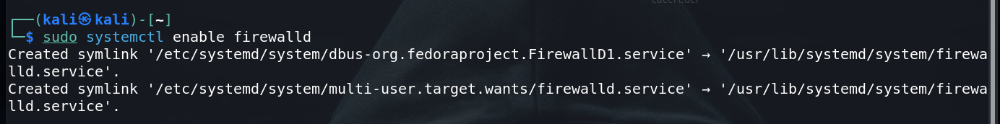 ┌──(kali㉿kali)-[~]
└─$ sudo systemctl enable firewalld
Created symlink '/etc/systemd/system/dbus-org.fedoraproject.FirewallD1.service' → '/usr/lib/systemd/system/firewa
lld.service'.
Created symlink '/etc/systemd/system/multi-user.target.wants/firewalld.service' → '/usr/lib/systemd/system/firewa
lld.service'.